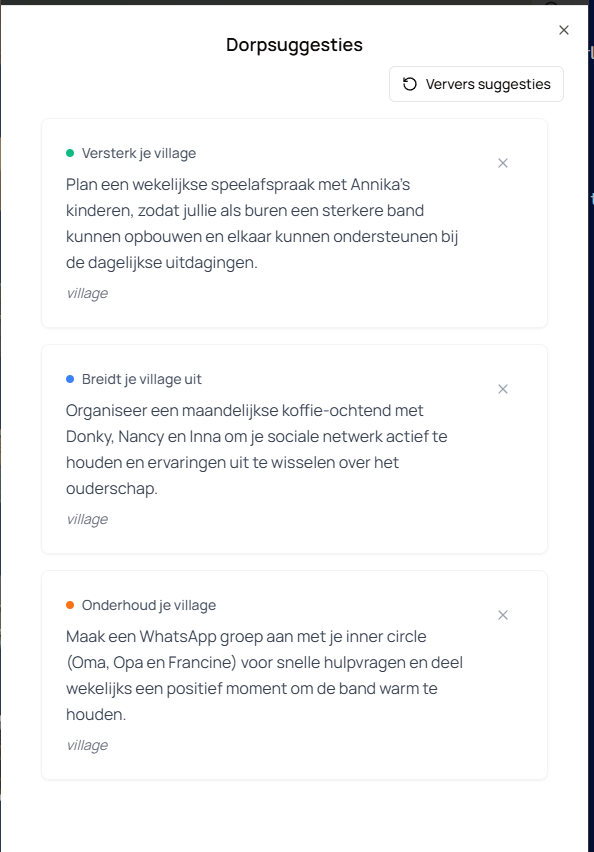 Dorpsuggesties
Ververs suggesties
Versterk je village
Plan een wekelijkse speelafspraak met Annika's
kinderen, zodat jullie als buren een sterkere band
kunnen opbouwen en elkaar kunnen ondersteunen bij
de dagelijkse uitdagingen.
village
Breidt je village uit
Organiseer een maandelijkse koffie-ochtend met
Donky, Nancy en Inna om je sociale netwerk actief te
houden en ervaringen uit te wisselen over het
ouderschap.
village
Onderhoud je village
Maak een WhatsApp groep aan met je inner circle
(Oma, Opa en Francine) voor snelle hulpvragen en deel
wekelijks een positief moment om de band warm te
houden.
village